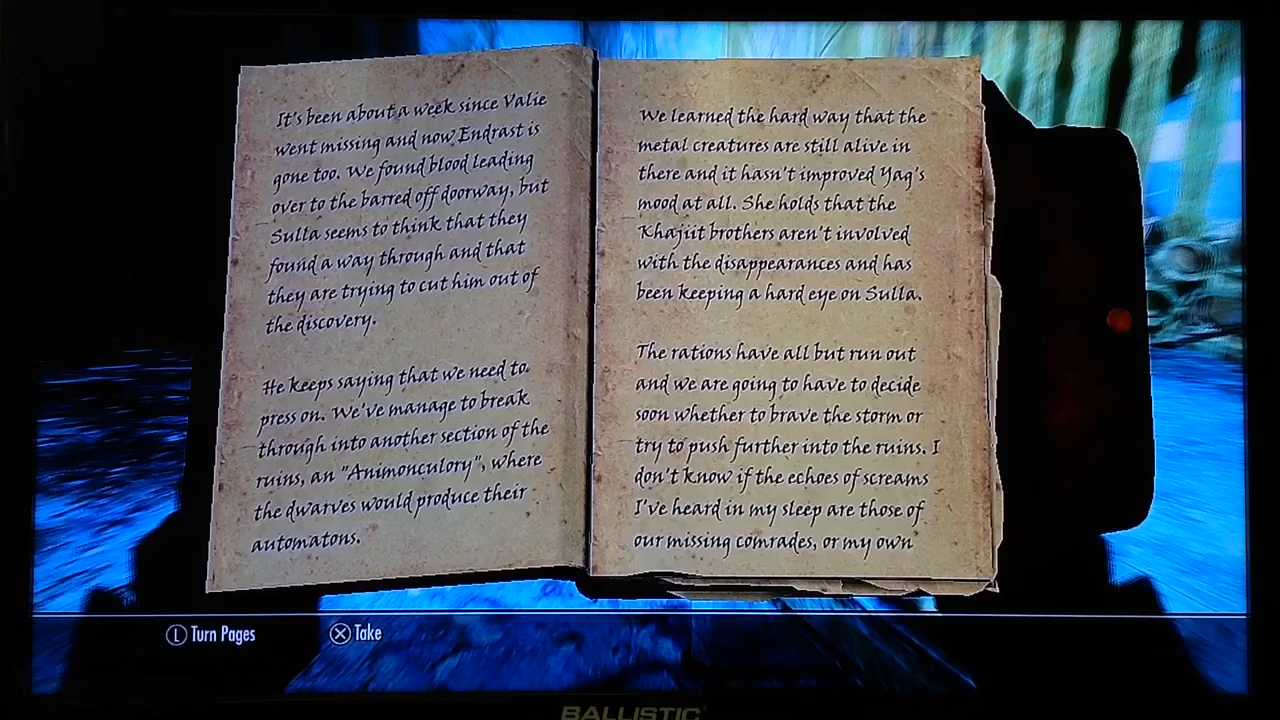 It's been about a week since Valie
went missing and now Endrast is
gone too. We found blood leading
over to the barred off doorway, but
Sulla seems to think that they
found a way through and that
they are trying to cut him out of
the discovery.
He keeps saying that we need to
press on. We've manage to break
through into another section of the
ruins, an "Animonculory", where
the dwarves would produce their
automatons.
We learned the hard way that the
metal creatures are still alive in
there and it hasn't improved Yag's
mood at all. She holds that the
Khajiit brothers aren't involved
with the disappearances and has
been keeping a hard eye on Sulla.
The rations have all but run out
and we are going to have to decide
soon whether to brave the storm or
try to push further into the ruins. I
don't know if the echoes of screams
I've heard in my sleep are those of
our missing comrades, or my own
L Turn Pages
X Take
BALLISTIC